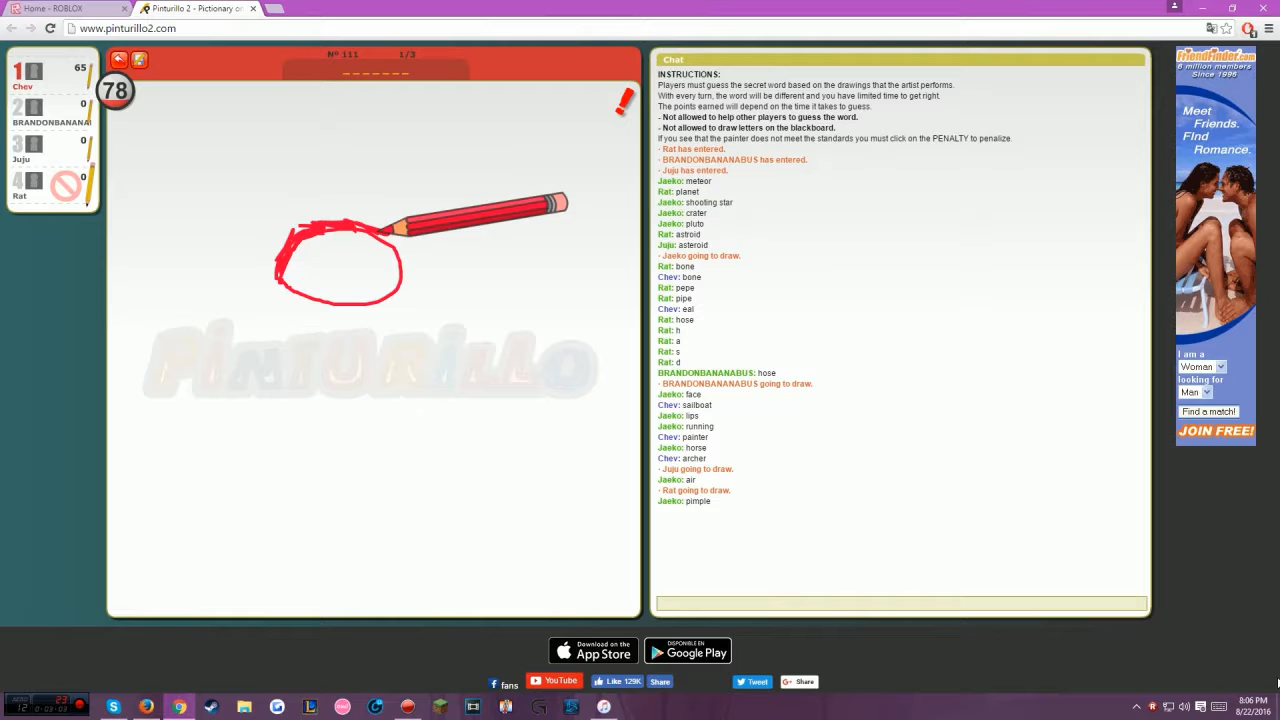 Home - ROBLOX
Pinturillo 2 - Pictionary on
www.pinturillo2.com
1 65
Chev
2 0
BRANDONBANANA
3 0
Juju
4 0
Rat
Nº 111 1/3
_ _ _ _ _ _ _
78
Pinturillo
Chat
INSTRUCTIONS:
Players must guess the secret word based on the drawings that the artist performs.
With every turn, the word will be different and you have limited time to get right.
The points earned will depend on the time it takes to guess.
- Not allowed to help other players to guess the word.
- Not allowed to draw letters on the blackboard.
If you see that the painter does not meet the standards you must click on the PENALTY to penalize.
· Rat has entered.
· BRANDONBANANABUS has entered.
· Juju has entered.
Jaeko: meteor
Rat: planet
Jaeko: shooting star
Jaeko: crater
Jaeko: pluto
Rat: astroid
Juju: asteroid
· Jaeko going to draw.
Rat: bone
Chev: bone
Rat: pepe
Rat: pipe
Chev: eal
Rat: hose
Rat: h
Rat: a
Rat: s
Rat: d
BRANDONBANANABUS: hose
· BRANDONBANANABUS going to draw.
Jaeko: face
Chev: sailboat
Jaeko: lips
Jaeko: running
Chev: painter
Jaeko: horse
Chev: archer
· Juju going to draw.
Jaeko: air
· Rat going to draw.
Jaeko: pimple
FriendFinder.com
6 million members
Since 1996
Meet
Friends.
Find
Romance.
I am a
Woman
looking for
Man
Find a match!
JOIN FREE!
Download on the
App Store
DISPONIBLE EN
Google Play
fans
YouTube
Like 129K
Share
Tweet
Share
23
12 0:03:03
8:06 PM
8/22/2016